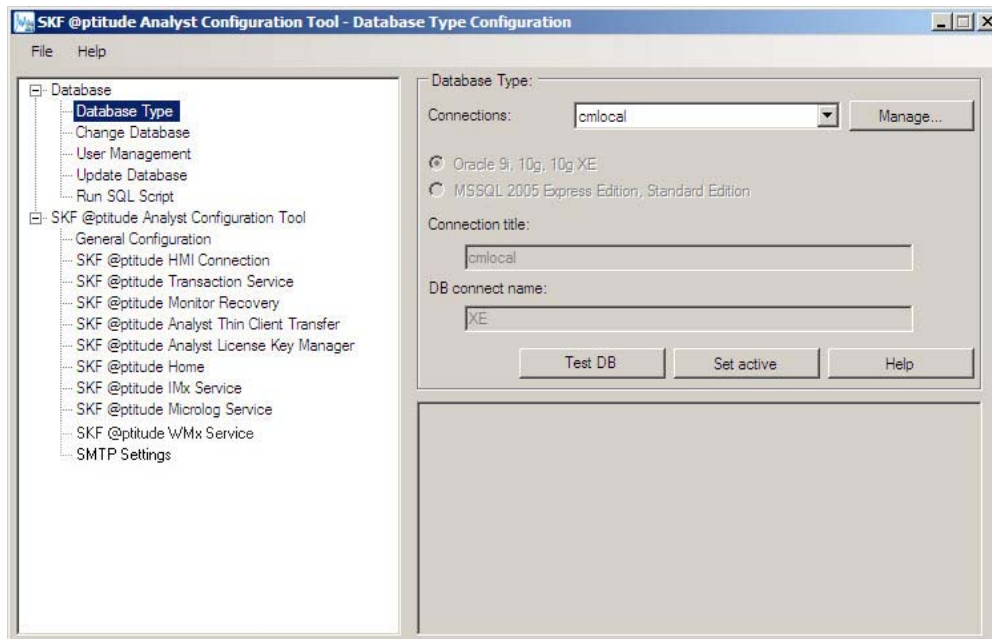 SKF @ptitude Analyst Configuration Tool - Database Type Configuration
File Help
Database
Database Type
Change Database
User Management
Update Database
Run SQL Script
SKF @ptitude Analyst Configuration Tool
General Configuration
SKF @ptitude HMI Connection
SKF @ptitude Transaction Service
SKF @ptitude Monitor Recovery
SKF @ptitude Analyst Thin Client Transfer
SKF @ptitude Analyst License Key Manager
SKF @ptitude Home
SKF @ptitude IMx Service
SKF @ptitude Microlog Service
SKF @ptitude WMx Service
SMTP Settings
Database Type:
Connections: cmlocal Manage...
Oracle 9i, 10g, 10g XE
MSSQL 2005 Express Edition, Standard Edition
Connection title:
cmlocal
DB connect name:
XE
Test DB Set active Help